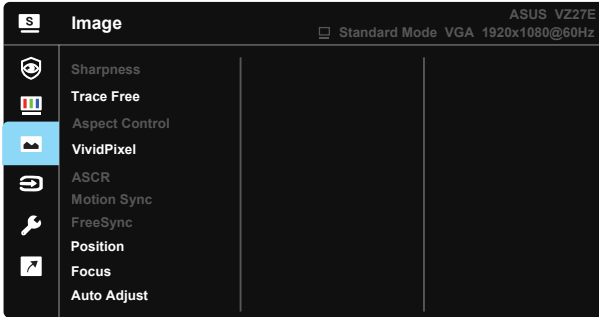 S
Image
ASUS VZ27E
Standard Mode VGA 1920x1080@60Hz
Sharpness
Trace Free
Aspect Control
VividPixel
ASCR
Motion Sync
FreeSync
Position
Focus
Auto Adjust